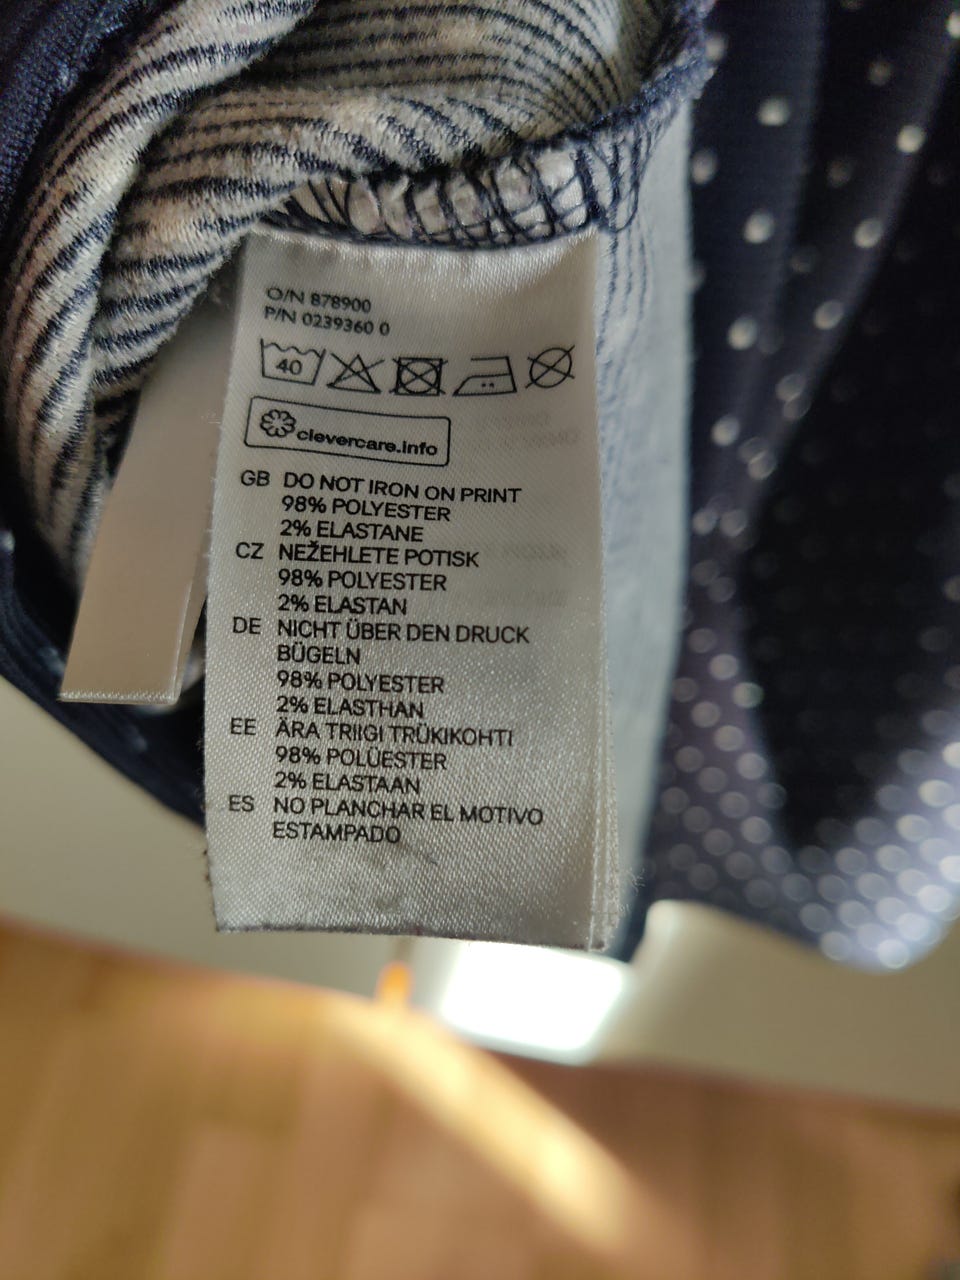 O/N 878900
P/N 0239360 0
40
clevercare.info
GB DO NOT IRON ON PRINT
98% POLYESTER
2% ELASTANE
CZ NEŽEHLETE POTISK
98% POLYESTER
2% ELASTAN
DE NICHT ÜBER DEN DRUCK
BÜGELN
98% POLYESTER
2% ELASTHAN
EE ÄRA TRIIGI TRÜKIKOHTI
98% POLÜESTER
2% ELASTAAN
ES NO PLANCHAR EL MOTIVO
ESTAMPADO